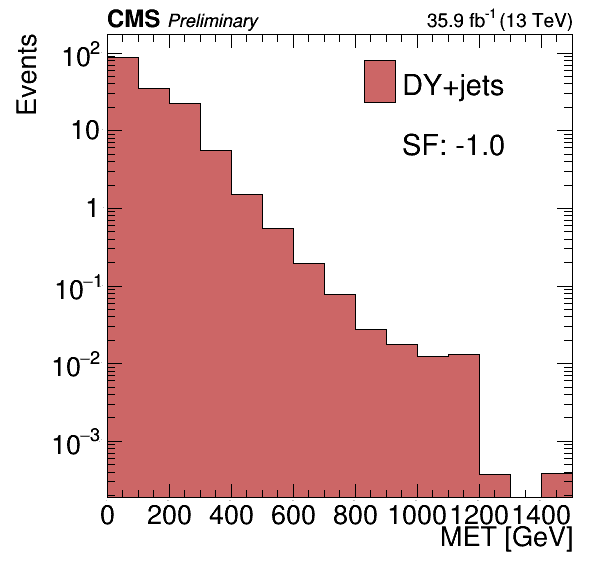 CMS Preliminary 35.9 fb⁻¹ (13 TeV)
Events
DY+jets
SF: -1.0
10²
10
1
10⁻¹
10⁻²
10⁻³
0 200 400 600 800 1000 1200 1400
MET [GeV]